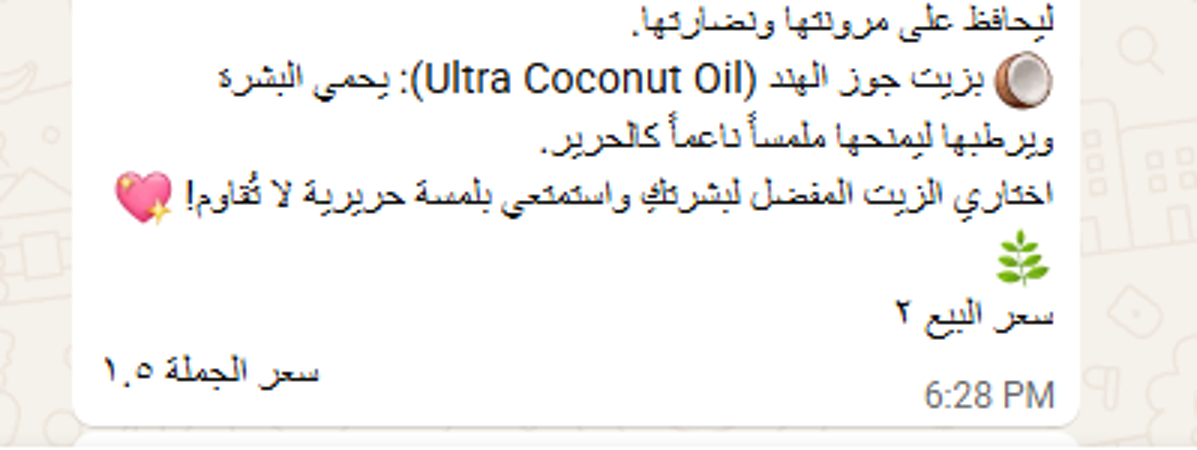 ليحافظ على مرونتها ونضارتها.
🥥 بزيت جوز الهند (Ultra Coconut Oil): يحمي البشرة
ويرطبها ليمنحها ملمساً ناعماً كالحرير.
اختاري الزيت المفضل لبشرتكِ واستمتعي بلمسة حريرية لا تُقاوم! 💖
🌿
سعر البيع ٢
سعر الجملة ١.٥
6:28 PM